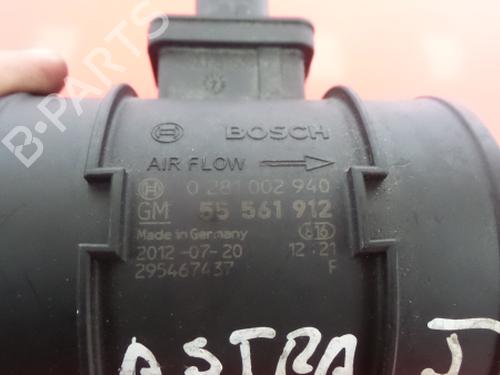 BOSCH
AIR FLOW
0 281 002 940
GM 55 561 912
Made in Germany
2012-07-20 12:21
295467437 F
ASTRA J
B-PARTS